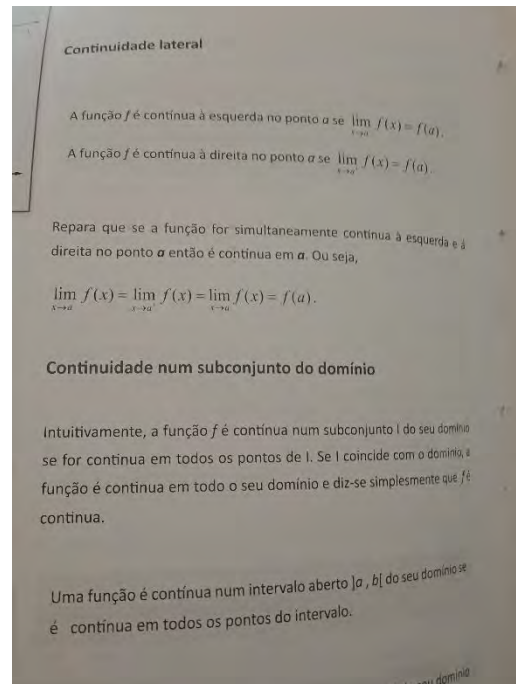 Continuidade lateral
A função f é contínua à esquerda no ponto a se lim f(x) = f(a).
A função f é contínua à direita no ponto a se lim f(x) = f(a).
Repara que se a função for simultaneamente contínua à esquerda e à
direita no ponto a então é contínua em a. Ou seja,
lim f(x) = lim f(x) = lim f(x) = f(a).
Continuidade num subconjunto do domínio
Intuitivamente, a função f é contínua num subconjunto I do seu domínio
se for contínua em todos os pontos de I. Se I coincide com o domínio, a
função é contínua em todo o seu domínio e diz-se simplesmente que f é
contínua.
Uma função é contínua num intervalo aberto ]a , b[ do seu domínio se
é contínua em todos os pontos do intervalo.
domínio